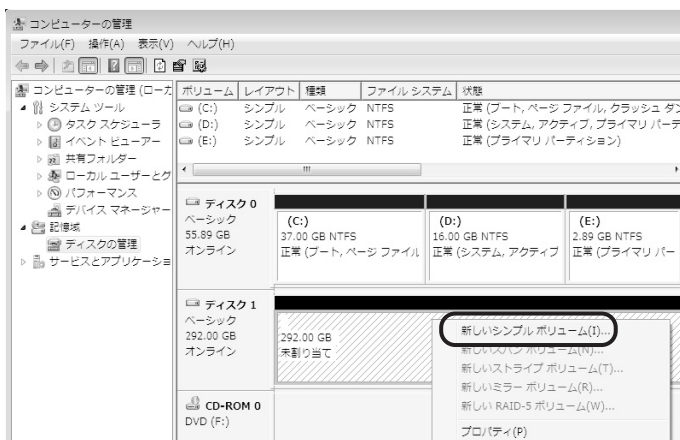 コンピューターの管理
ファイル(F) 操作(A) 表示(V) ヘルプ(H)
コンピューターの管理 (ローカ
システム ツール
タスク スケジューラ
イベント ビューアー
共有フォルダー
ローカル ユーザーとグ
パフォーマンス
デバイス マネージャー
記憶域
ディスクの管理
サービスとアプリケーショ
ボリューム レイアウト 種類 ファイル システム 状態
(C:) シンプル ベーシック NTFS 正常 (ブート, ページ ファイル, クラッシュ ダン
(D:) シンプル ベーシック NTFS 正常 (システム, アクティブ, プライマリ パーテ
(E:) シンプル ベーシック NTFS 正常 (プライマリ パーティション)
ディスク 0
ベーシック
55.89 GB
オンライン
(C:)
37.00 GB NTFS
正常 (ブート, ページ ファイル
(D:)
16.00 GB NTFS
正常 (システム, アクティブ
(E:)
2.89 GB NTFS
正常 (プライマリ パー
ディスク 1
ベーシック
292.00 GB
オンライン
292.00 GB
未割り当て
新しいシンプル ボリューム(I)...
新しいスパン ボリューム(N)...
新しいストライプ ボリューム(T)...
新しいミラー ボリューム(R)...
新しい RAID-5 ボリューム(W)...
プロパティ(P)
CD-ROM 0
DVD (F:)